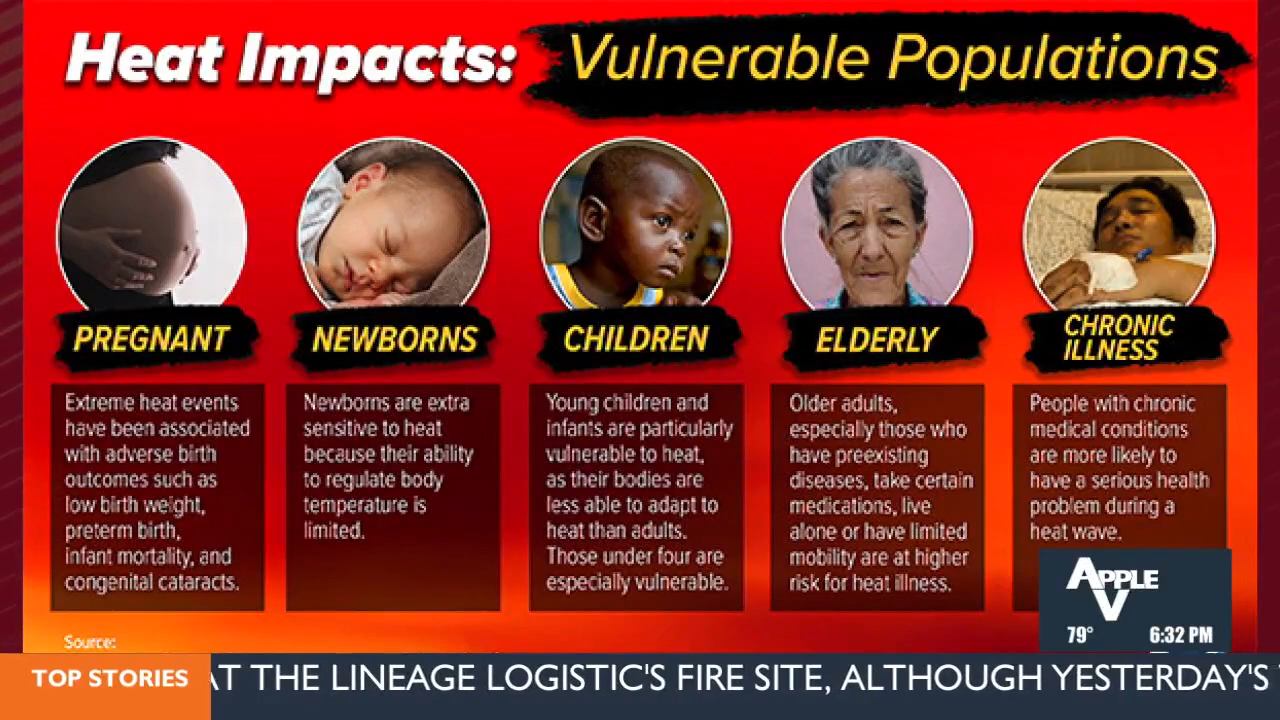 Heat Impacts: Vulnerable Populations
PREGNANT
Extreme heat events
have been associated
with adverse birth
outcomes such as
low birth weight,
preterm birth,
infant mortality, and
congenital cataracts.
NEWBORNS
Newborns are extra
sensitive to heat
because their ability
to regulate body
temperature is
limited.
CHILDREN
Young children and
infants are particularly
vulnerable to heat,
as their bodies are
less able to adapt to
heat than adults.
Those under four are
especially vulnerable.
ELDERLY
Older adults,
especially those who
have preexisting
diseases, take certain
medications, live
alone or have limited
mobility are at higher
risk for heat illness.
CHRONIC
ILLNESS
People with chronic
medical conditions
are more likely to
have a serious health
problem during a
heat wave.
Source:
APPLE
V
79° 6:32 PM
TOP STORIES
AT THE LINEAGE LOGISTIC'S FIRE SITE, ALTHOUGH YESTERDAY'S